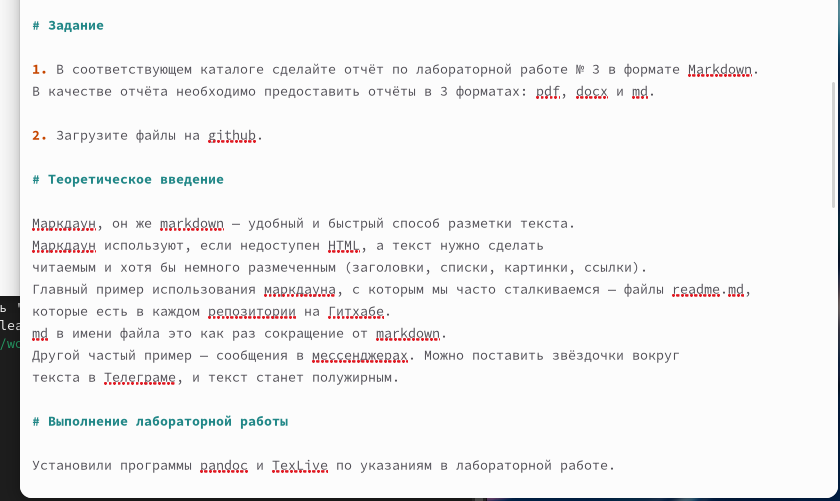 # Задание
1. В соответствующем каталоге сделайте отчёт по лабораторной работе № 3 в формате Markdown.
В качестве отчёта необходимо предоставить отчёты в 3 форматах: pdf, docx и md.
2. Загрузите файлы на github.
# Теоретическое введение
Маркдаун, он же markdown — удобный и быстрый способ разметки текста.
Маркдаун используют, если недоступен HTML, а текст нужно сделать
читаемым и хотя бы немного размеченным (заголовки, списки, картинки, ссылки).
Главный пример использования маркдауна, с которым мы часто сталкиваемся — файлы readme.md,
которые есть в каждом репозитории на Гитхабе.
md в имени файла это как раз сокращение от markdown.
Другой частый пример — сообщения в мессенджерах. Можно поставить звёздочки вокруг
текста в Телеграме, и текст станет полужирным.
# Выполнение лабораторной работы
Установили программы pandoc и TexLive по указаниям в лабораторной работе.